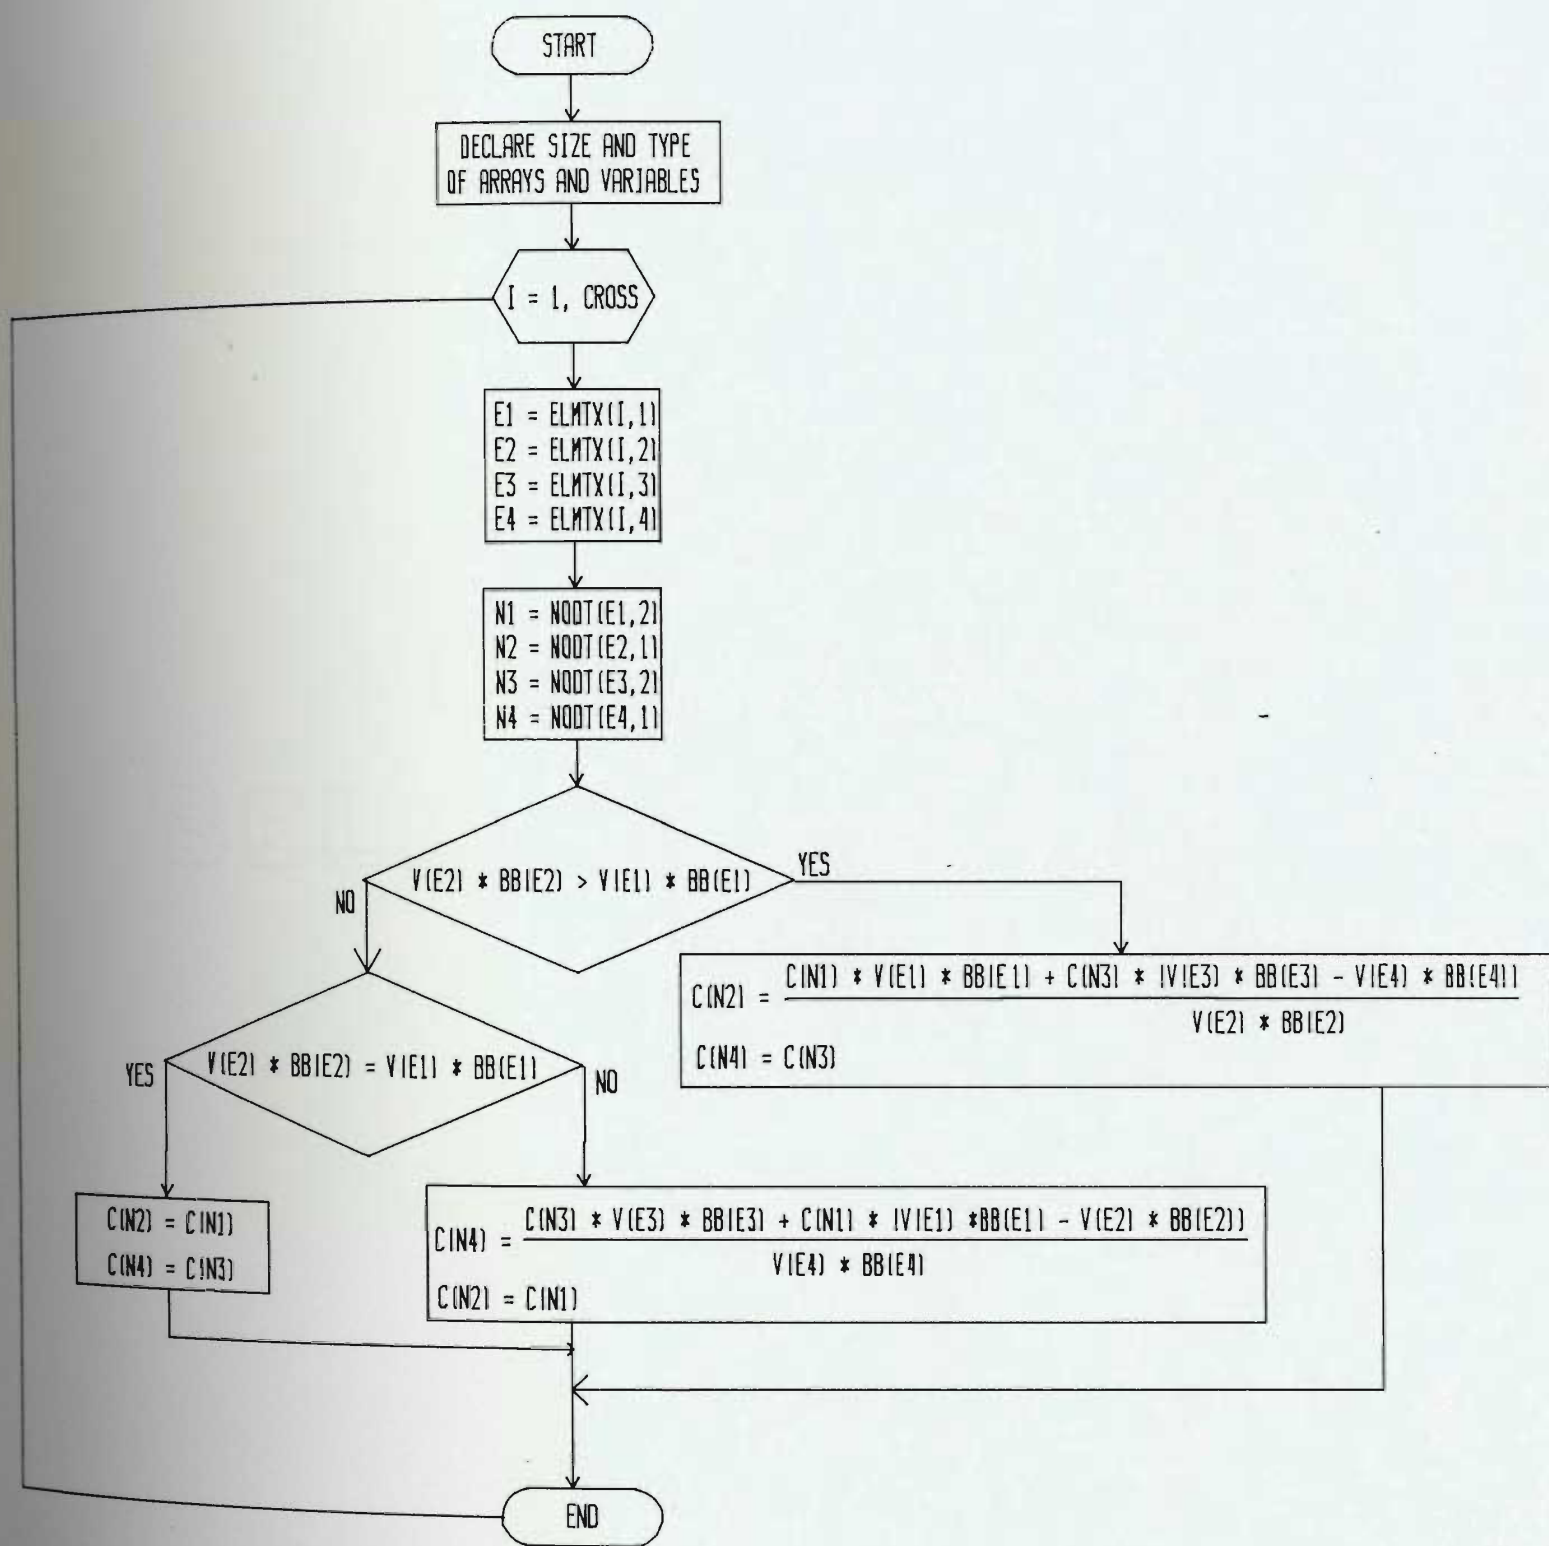 START
DECLARE SIZE AND TYPE
OF ARRAYS AND VARIABLES
I = 1, CROSS
E1 = ELMTX(I,1)
E2 = ELMTX(I,2)
E3 = ELMTX(I,3)
E4 = ELMTX(I,4)
N1 = NODT(E1,2)
N2 = NODT(E2,1)
N3 = NODT(E3,2)
N4 = NODT(E4,1)
V(E2) * BB(E2) > V(E1) * BB(E1)
YES
NO
C(N2) = C(N1) * V(E1) * BB(E1) + C(N3) * (V(E3) * BB(E3) - V(E4) * BB(E4))
V(E2) * BB(E2)
C(N4) = C(N3)
V(E2) * BB(E2) = V(E1) * BB(E1)
YES
NO
C(N2) = C(N1)
C(N4) = C(N3)
C(N4) = C(N3) * V(E3) * BB(E3) + C(N1) * (V(E1) *BB(E1) - V(E2) * BB(E2))
V(E4) * BB(E4)
C(N2) = C(N1)
END